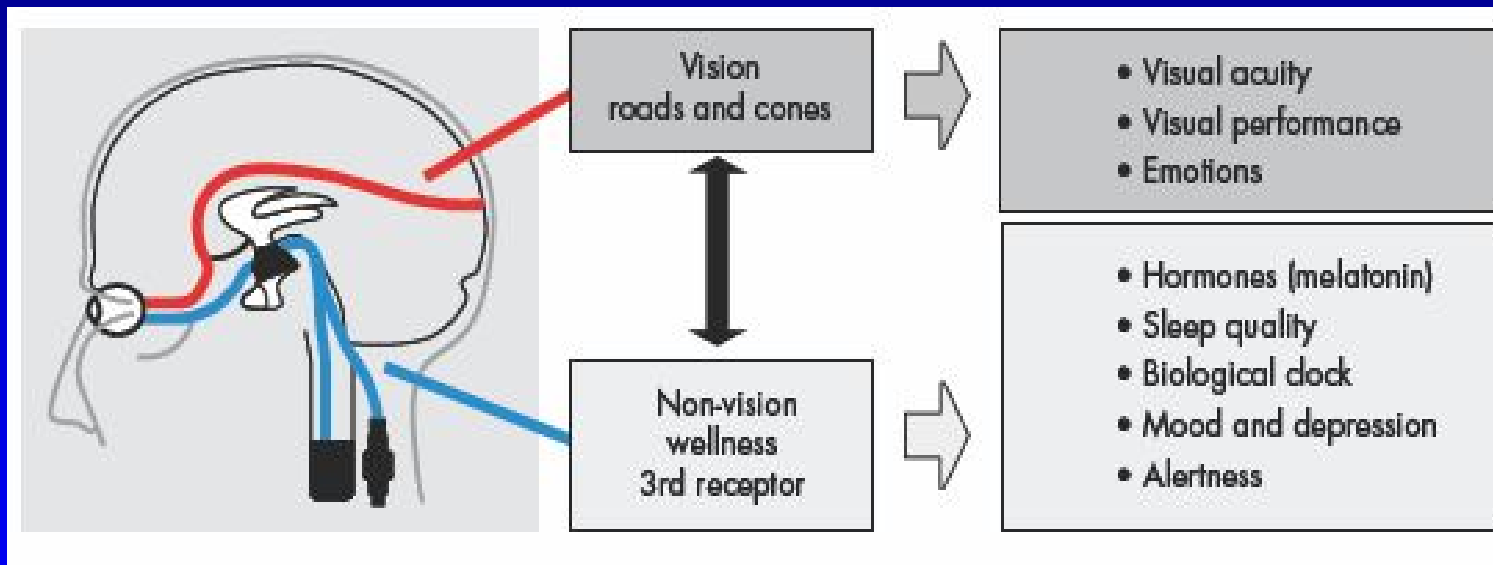 Vision
roads and cones
• Visual acuity
• Visual performance
• Emotions
Non-vision
wellness
3rd receptor
• Hormones (melatonin)
• Sleep quality
• Biological clock
• Mood and depression
• Alertness